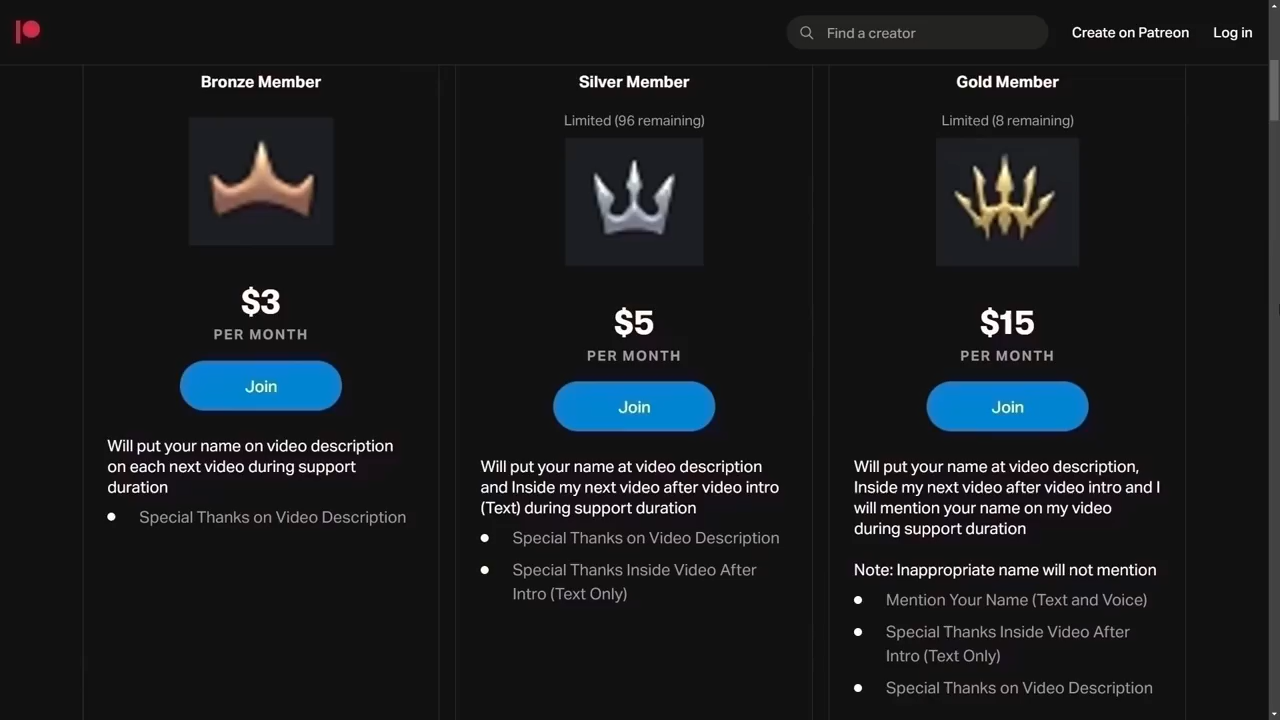 Find a creator
Create on Patreon
Log in
Bronze Member
$3
PER MONTH
Join
Will put your name on video description
on each next video during support
duration
Special Thanks on Video Description
Silver Member
Limited (96 remaining)
$5
PER MONTH
Join
Will put your name at video description
and Inside my next video after video intro
(Text) during support duration
Special Thanks on Video Description
Special Thanks Inside Video After
Intro (Text Only)
Gold Member
Limited (8 remaining)
$15
PER MONTH
Join
Will put your name at video description,
Inside my next video after video intro and I
will mention your name on my video
during support duration
Note: Inappropriate name will not mention
Mention Your Name (Text and Voice)
Special Thanks Inside Video After
Intro (Text Only)
Special Thanks on Video Description